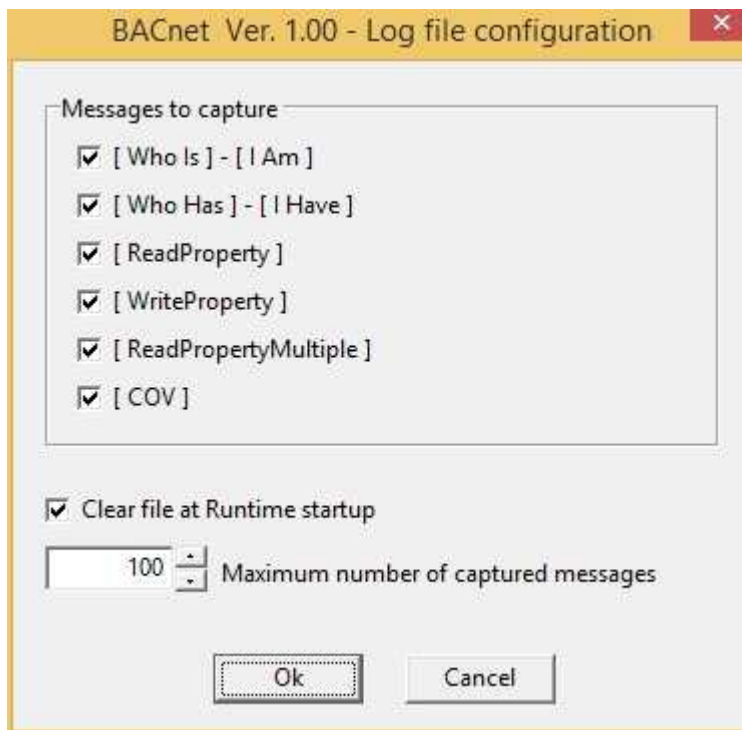 BACnet Ver. 1.00 - Log file configuration
Messages to capture
[ Who Is ] - [ I Am ]
[ Who Has ] - [ I Have ]
[ ReadProperty ]
[ WriteProperty ]
[ ReadPropertyMultiple ]
[ COV ]
Clear file at Runtime startup
100 Maximum number of captured messages
Ok Cancel